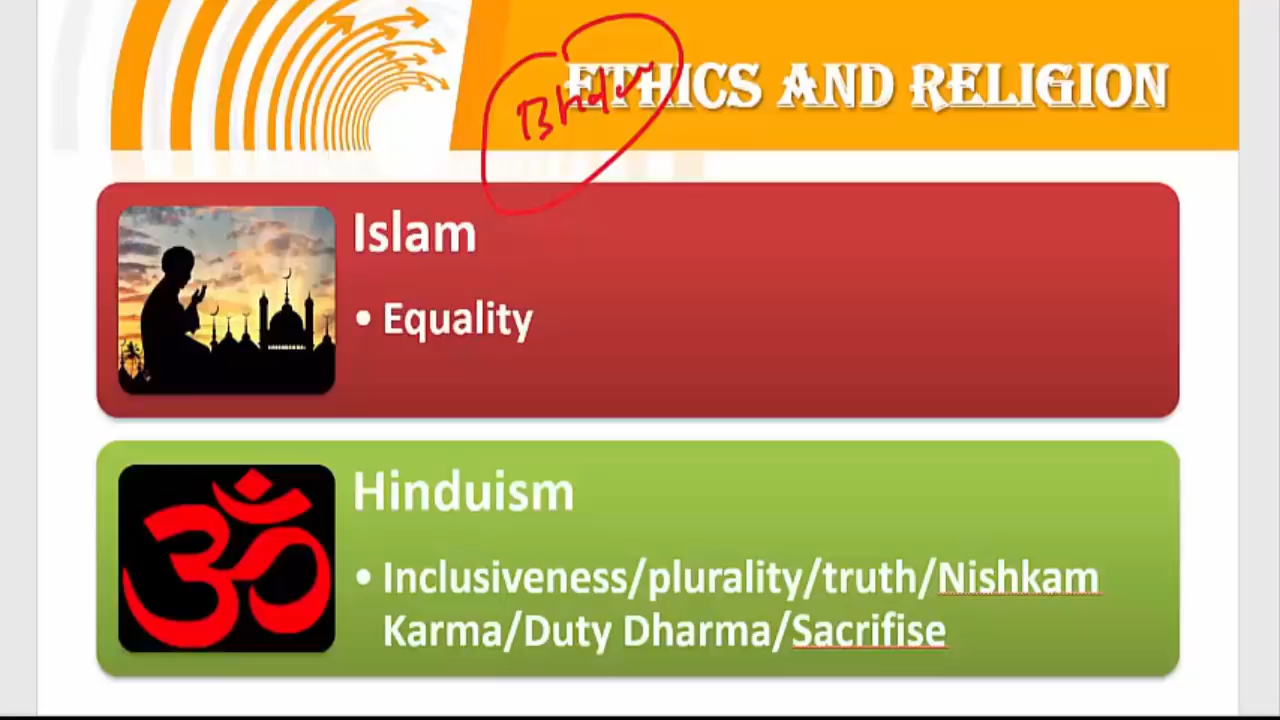 ETHICS AND RELIGION
Islam
• Equality
Hinduism
• Inclusiveness/plurality/truth/Nishkam
Karma/Duty Dharma/Sacrifise